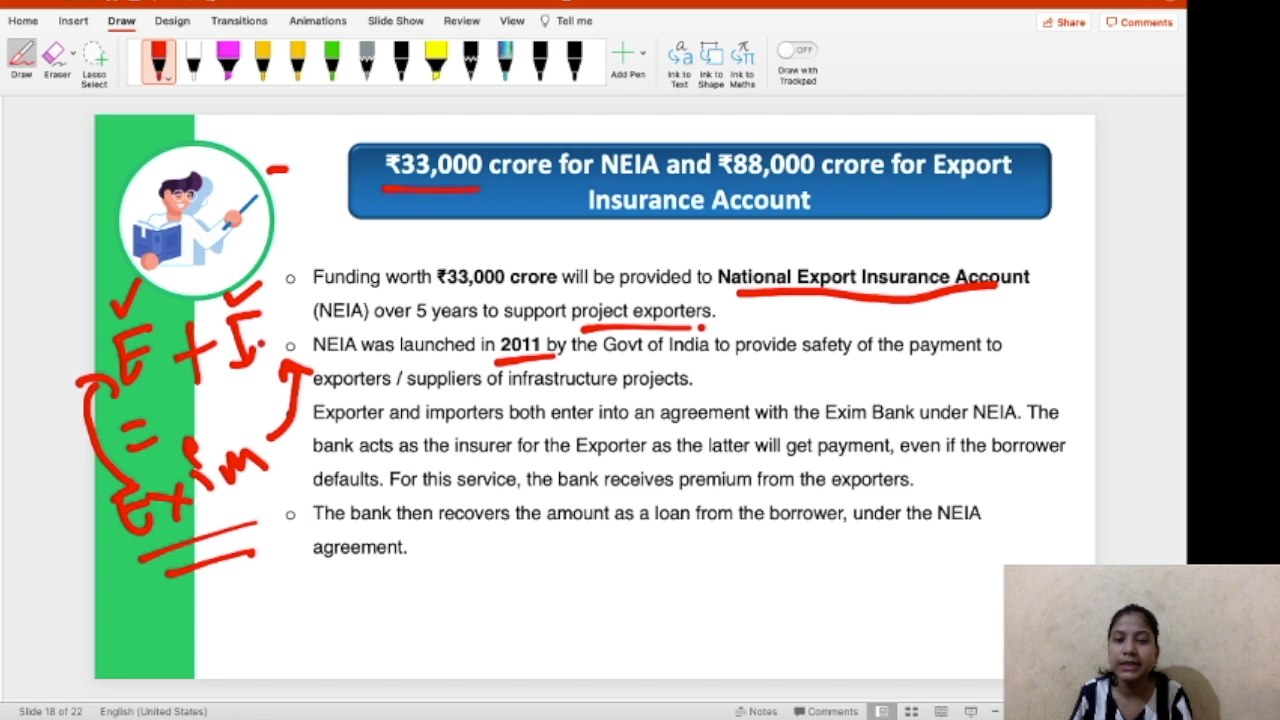 Home Insert Draw Design Transitions Animations Slide Show Review View Tell me Share Comments
Draw Eraser Lasso Select Add Pen Ink to Text Ink to Shape Ink to Maths OFF Draw with Trackpad
₹33,000 crore for NEIA and ₹88,000 crore for Export
Insurance Account
Funding worth ₹33,000 crore will be provided to National Export Insurance Account
(NEIA) over 5 years to support project exporters.
NEIA was launched in 2011 by the Govt of India to provide safety of the payment to
exporters / suppliers of infrastructure projects.
Exporter and importers both enter into an agreement with the Exim Bank under NEIA. The
bank acts as the insurer for the Exporter as the latter will get payment, even if the borrower
defaults. For this service, the bank receives premium from the exporters.
The bank then recovers the amount as a loan from the borrower, under the NEIA
agreement.
E + I
=
Exim
Slide 18 of 22 English (United States) Notes Comments